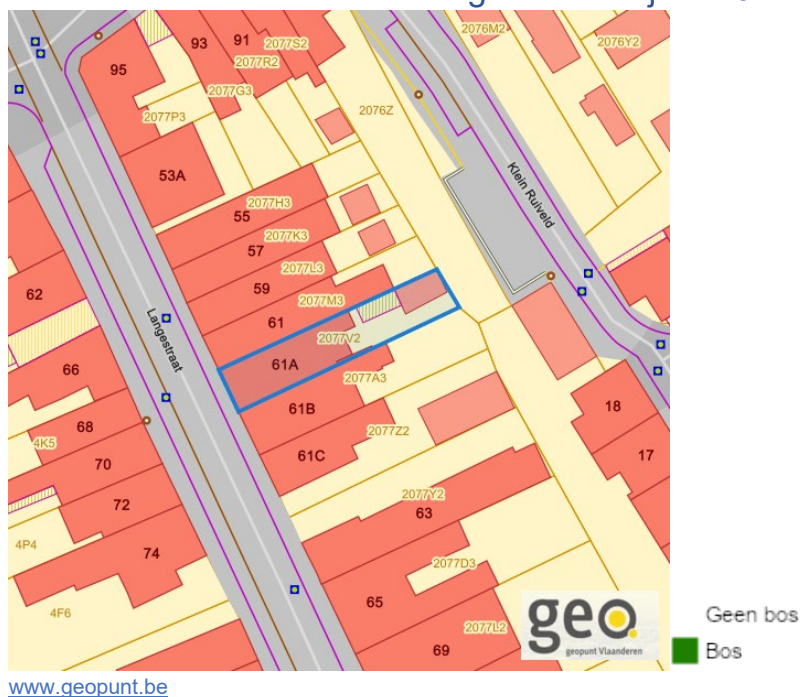 95
93
91
2077S2
2077R2
2077G3
2077P3
2076M2
2076Y2
2076Z
53A
Klein Ruiveld
2077H3
55
2077K3
57
2077L3
59
2077M3
61
2077V2
61A
2077A3
61B
2077Z2
61C
62
Langestraat
66
68
4K5
70
72
74
4P4
4F6
18
17
2077Y2
63
2077D3
65
2077L2
69
geo.
geopunt Vlaanderen
Geen bos
Bos
www.geopunt.be